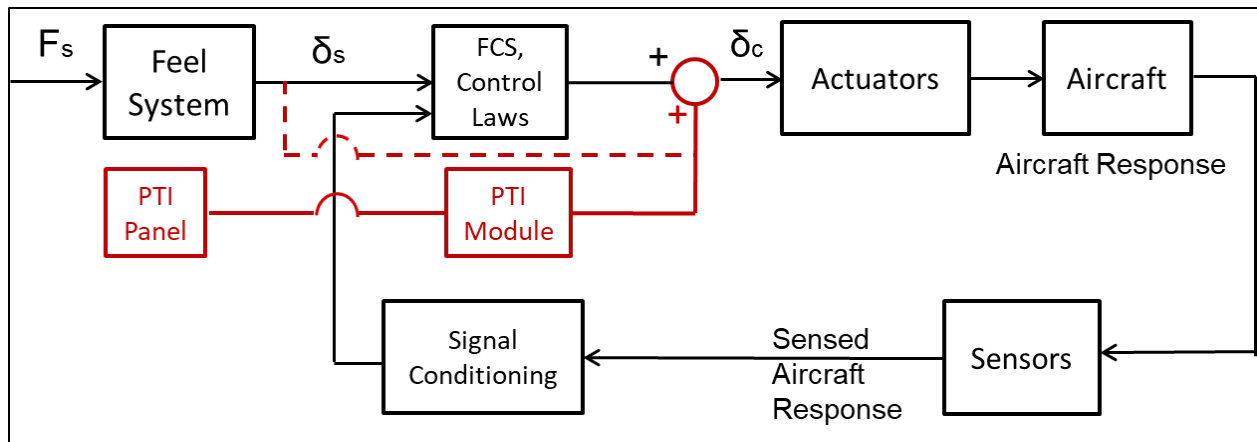 Fs
Feel
System
δs
FCS,
Control
Laws
+
+
δc
Actuators
Aircraft
Aircraft Response
PTI
Panel
PTI
Module
Signal
Conditioning
Sensed
Aircraft
Response
Sensors